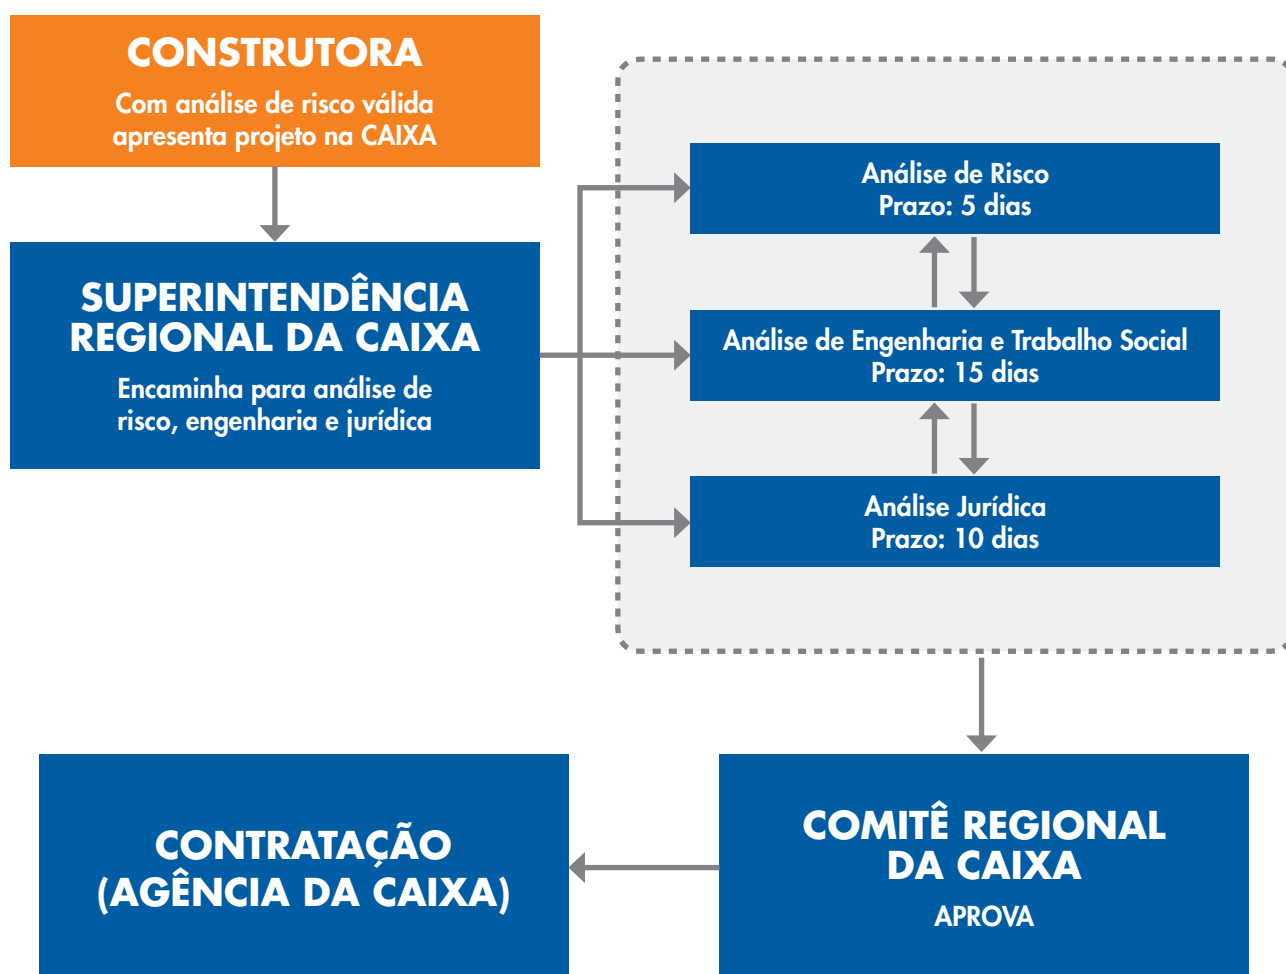 CONSTRUTORA
Com análise de risco válida
apresenta projeto na CAIXA
SUPERINTENDÊNCIA
REGIONAL DA CAIXA
Encaminha para análise de
risco, engenharia e jurídica
Análise de Risco
Prazo: 5 dias
Análise de Engenharia e Trabalho Social
Prazo: 15 dias
Análise Jurídica
Prazo: 10 dias
COMITÊ REGIONAL
DA CAIXA
APROVA
CONTRATAÇÃO
(AGÊNCIA DA CAIXA)